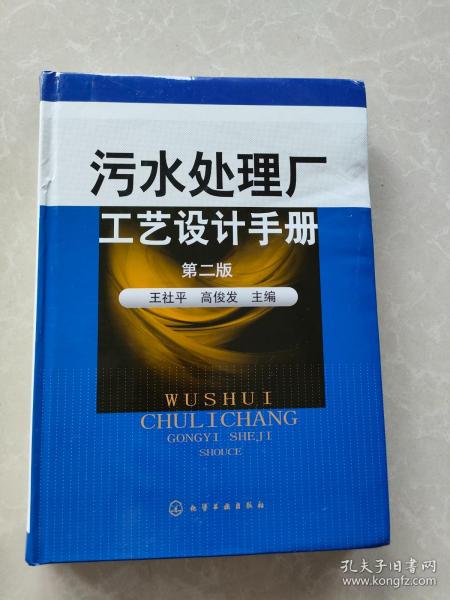 污水处理厂
工艺设计手册
第二版
王社平 高俊发 主编
WUSHUI
CHULICHANG
GONGYI SHEJI
SHOUCE
化学工业出版社
孔夫子旧书网
www.kongfz.com